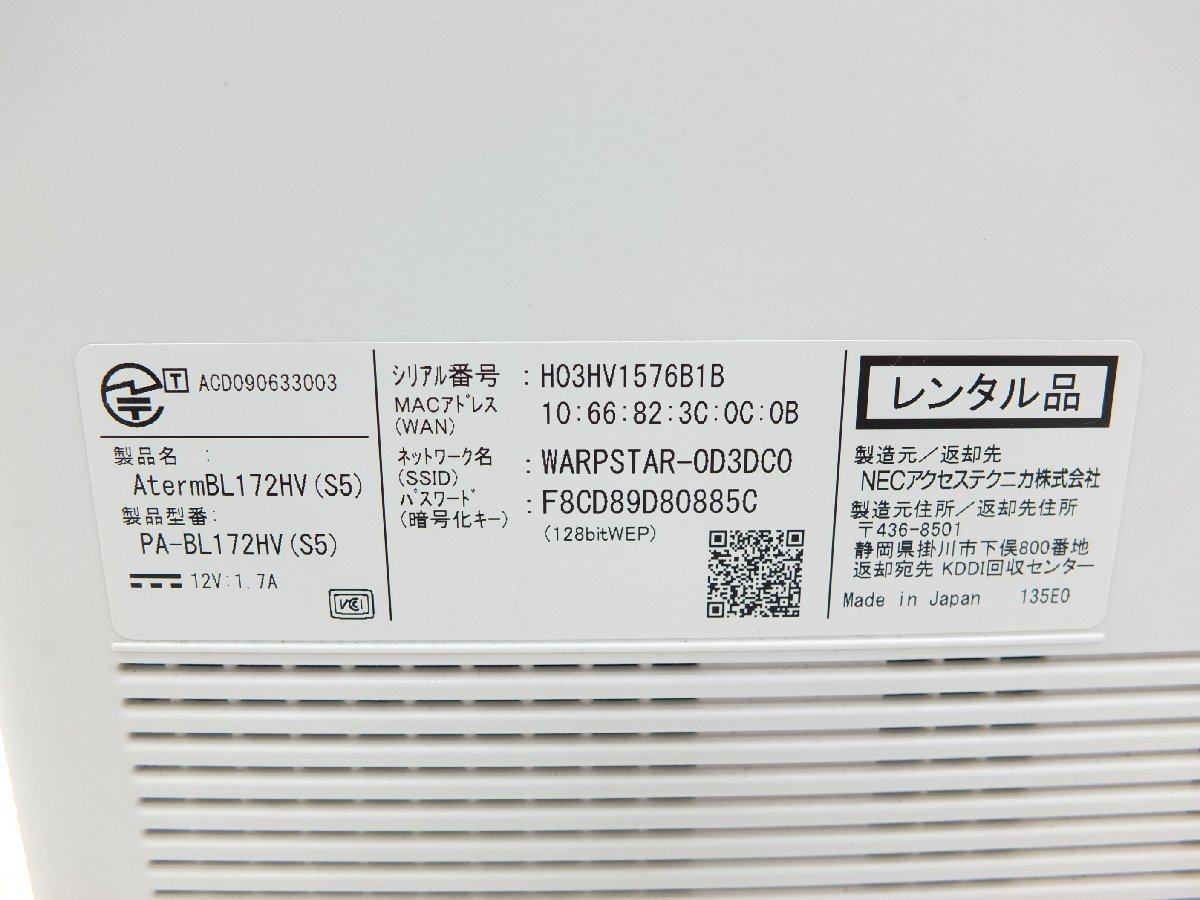 T ACD090633003
製品名 :
AtermBL172HV(S5)
製品型番:
PA-BL172HV(S5)
12V:1.7A
VCCI
シリアル番号 : H03HV1576B1B
MACアドレス
(WAN)
10:66:82:3C:0C:0B
ネットワーク名
(SSID)
: WARPSTAR-0D3DC0
パスワード
(暗号化キー)
: F8CD89D80885C
(128bitWEP)
レンタル品
製造元/返却先
NECアクセステクニカ株式会社
製造元住所/返却先住所
〒436-8501
静岡県掛川市下俣800番地
返却宛先 KDDI回収センター
Made in Japan 135E0